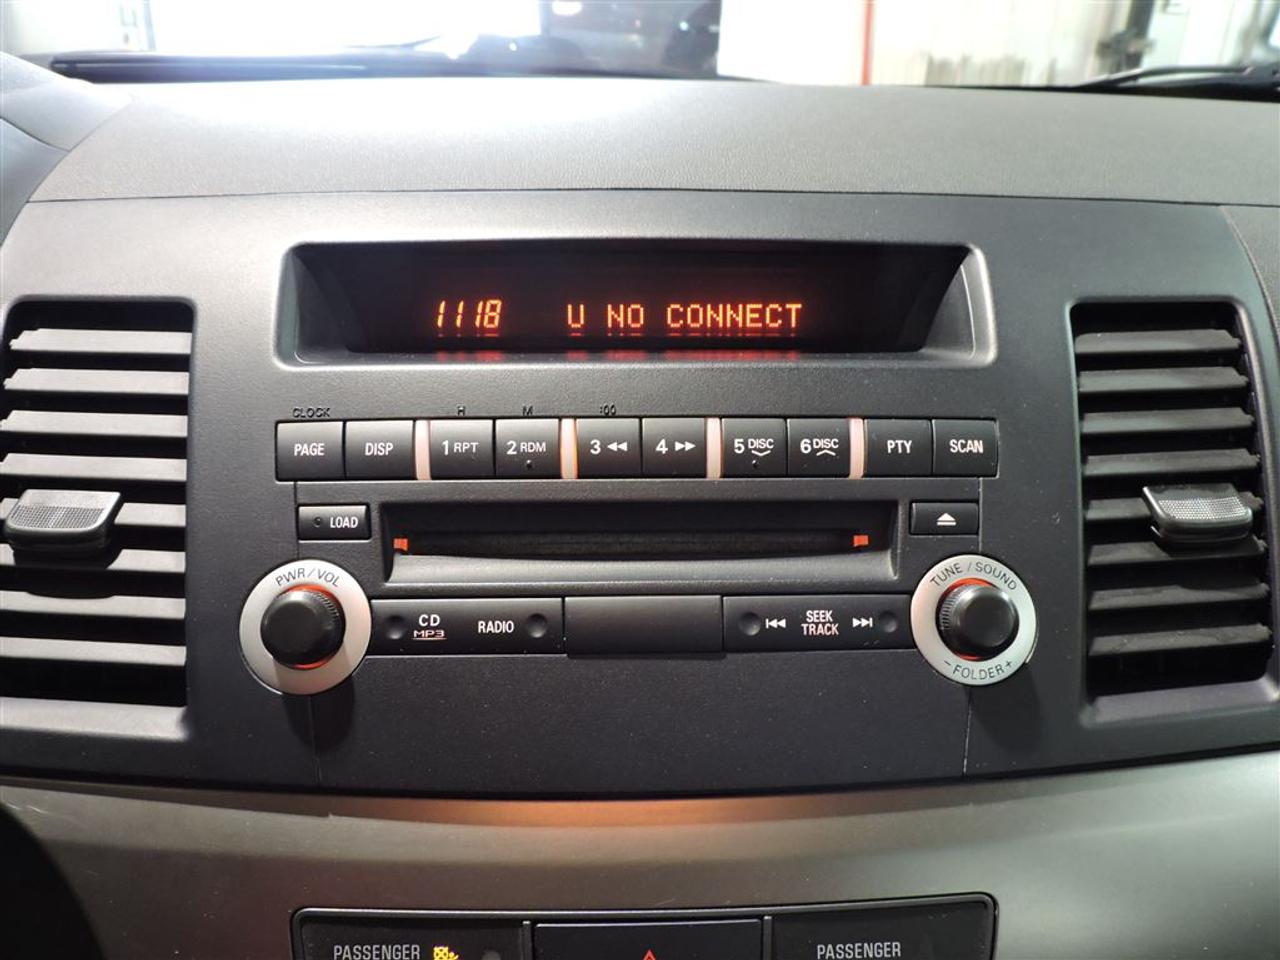 1118 U NO CONNECT
CLOCK H M :00
PAGE DISP 1 RPT 2 RDM 3 4 5 DISC 6 DISC PTY SCAN
LOAD
PWR/VOL
TUNE / SOUND
CD
MP3
RADIO
SEEK
TRACK
- FOLDER +
PASSENGER
PASSENGER